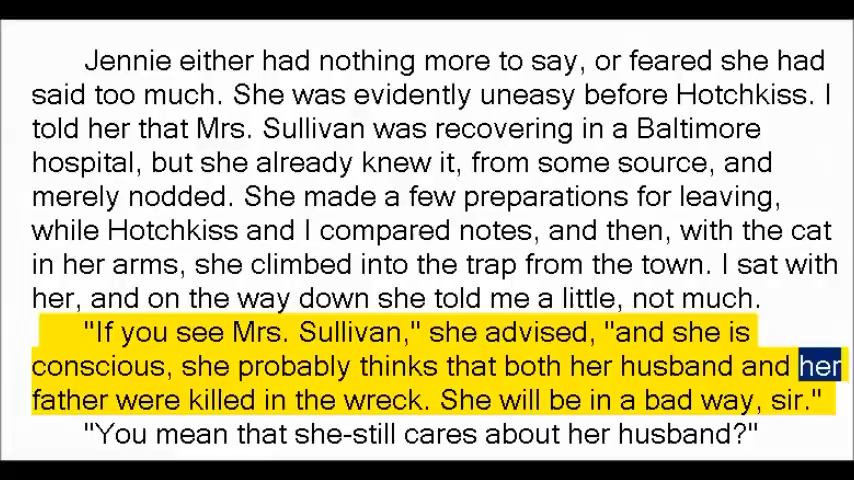 Jennie either had nothing more to say, or feared she had
said too much. She was evidently uneasy before Hotchkiss. I
told her that Mrs. Sullivan was recovering in a Baltimore
hospital, but she already knew it, from some source, and
merely nodded. She made a few preparations for leaving,
while Hotchkiss and I compared notes, and then, with the cat
in her arms, she climbed into the trap from the town. I sat with
her, and on the way down she told me a little, not much.
"If you see Mrs. Sullivan," she advised, "and she is
conscious, she probably thinks that both her husband and her
father were killed in the wreck. She will be in a bad way, sir."
"You mean that she-still cares about her husband?"